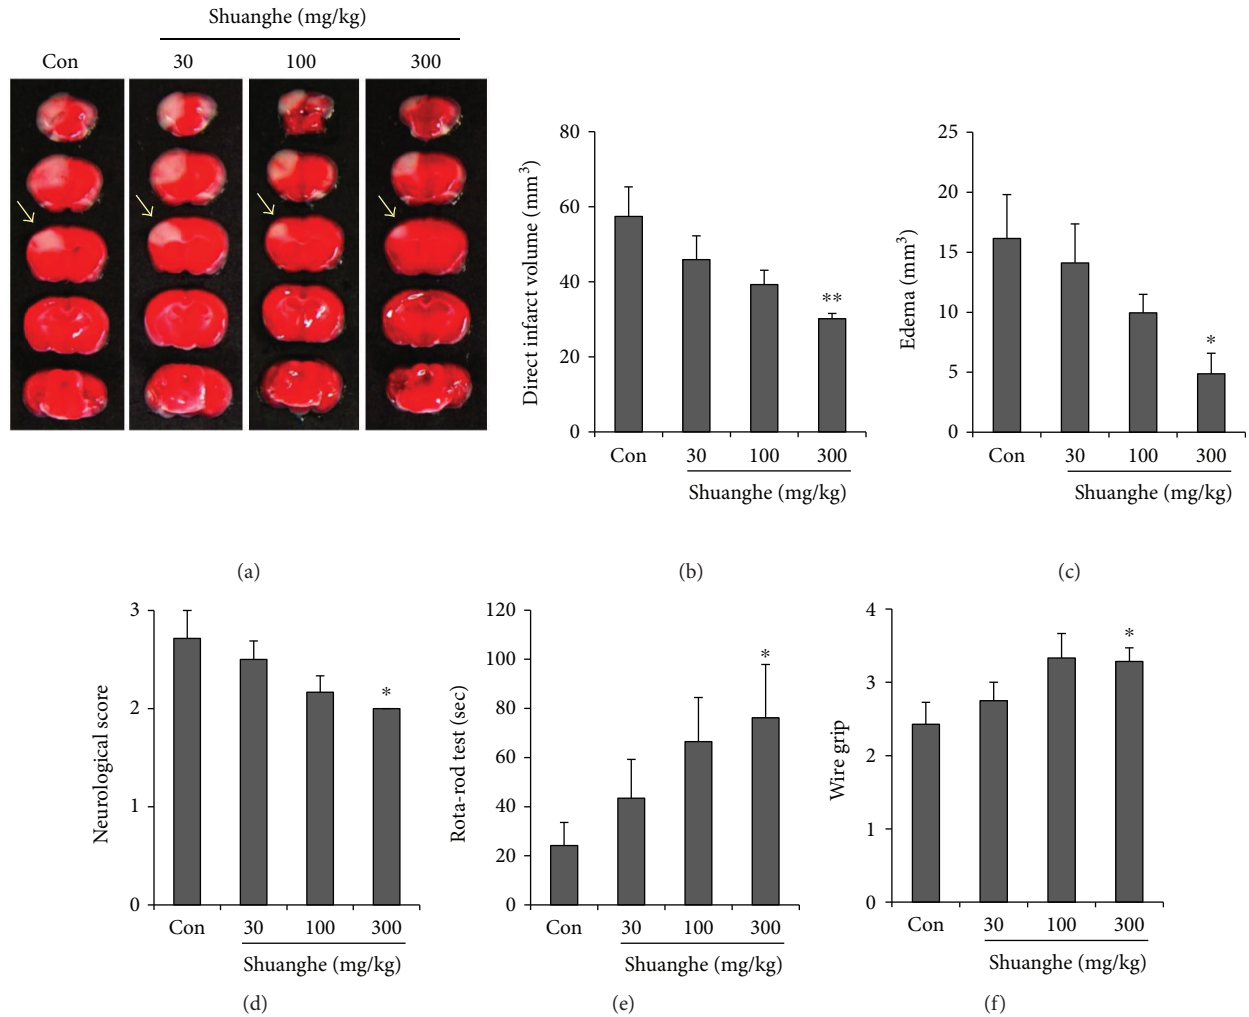 Shuanghe (mg/kg)
Con 30 100 300
(a)
80
60
40
20
0
Direct infarct volume (mm³)
**
Con 30 100 300
Shuanghe (mg/kg)
(b)
25
20
15
10
5
0
Edema (mm³)
*
Con 30 100 300
Shuanghe (mg/kg)
(c)
3
2
1
0
Neurological score
*
Con 30 100 300
Shuanghe (mg/kg)
(d)
120
100
80
60
40
20
0
Rota-rod test (sec)
*
Con 30 100 300
Shuanghe (mg/kg)
(e)
4
3
2
1
0
Wire grip
*
Con 30 100 300
Shuanghe (mg/kg)
(f)